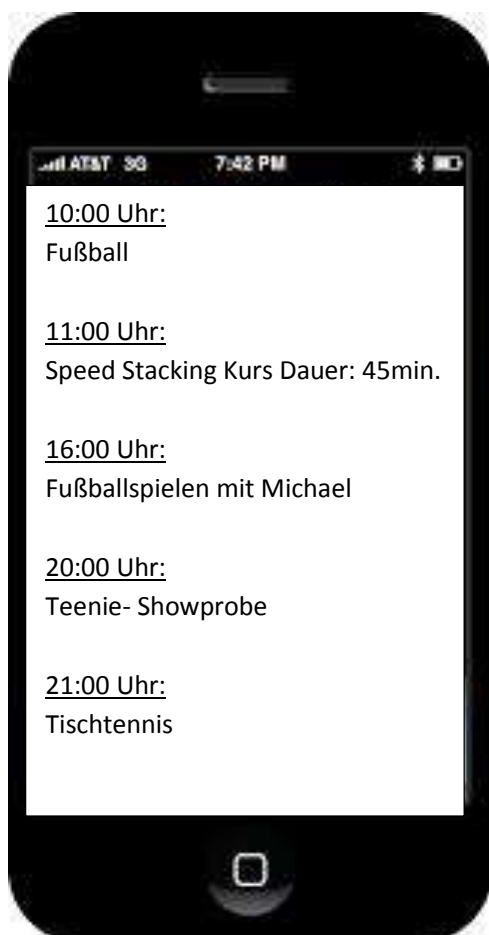 AT&T 3G 7:42 PM
10:00 Uhr:
Fußball
11:00 Uhr:
Speed Stacking Kurs Dauer: 45min.
16:00 Uhr:
Fußballspielen mit Michael
20:00 Uhr:
Teenie- Showprobe
21:00 Uhr:
Tischtennis